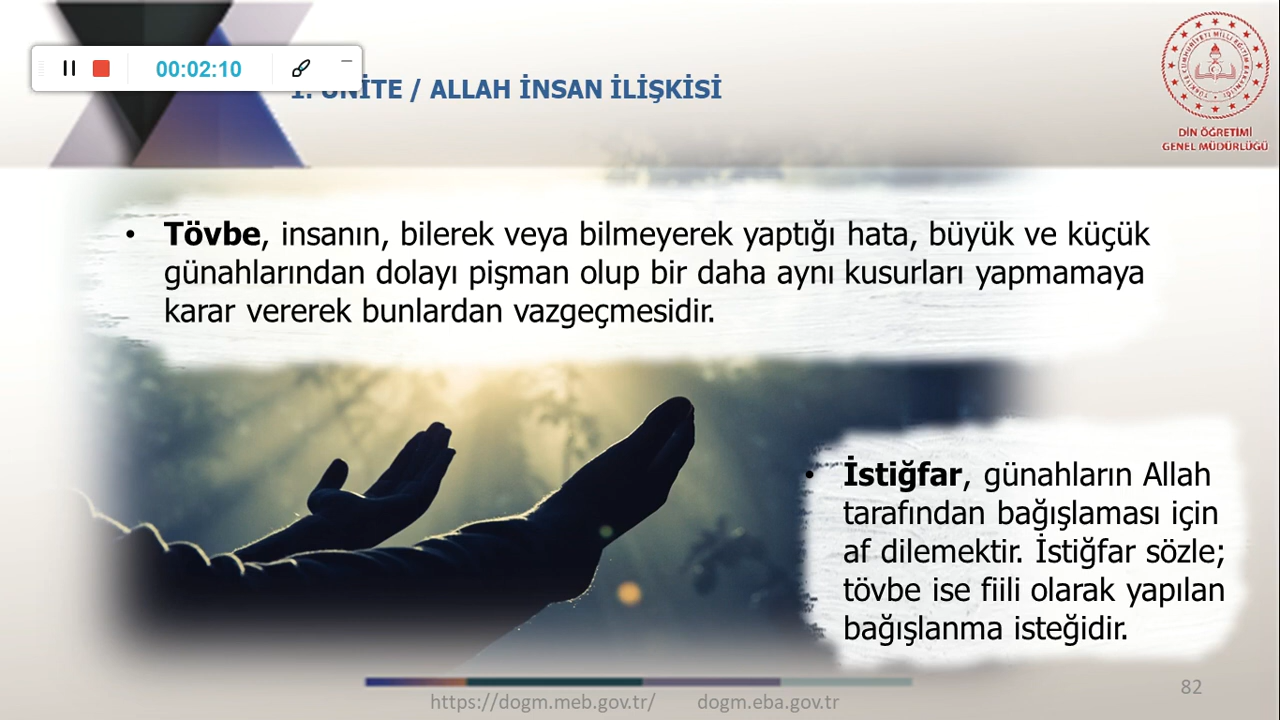 00:02:10
1. ÜNİTE / ALLAH İNSAN İLİŞKİSİ
DİN ÖĞRETİMİ
GENEL MÜDÜRLÜĞÜ
• Tövbe, insanın, bilerek veya bilmeyerek yaptığı hata, büyük ve küçük
günahlarından dolayı pişman olup bir daha aynı kusurları yapmamaya
karar vererek bunlardan vazgeçmesidir.
• İstiğfar, günahların Allah
tarafından bağışlaması için
af dilemektir. İstiğfar sözle;
tövbe ise fiili olarak yapılan
bağışlanma isteğidir.
https://dogm.meb.gov.tr/ dogm.eba.gov.tr
82